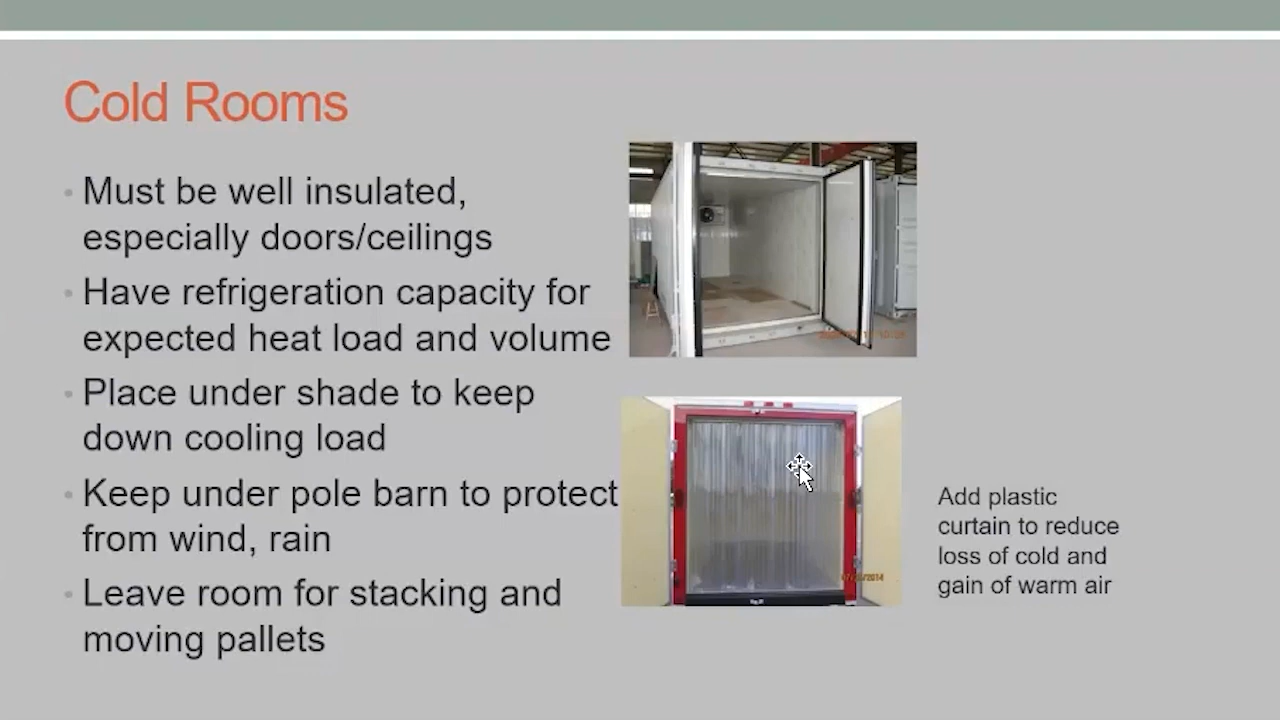 Cold Rooms
Must be well insulated,
especially doors/ceilings
Have refrigeration capacity for
expected heat load and volume
Place under shade to keep
down cooling load
Keep under pole barn to protect
from wind, rain
Leave room for stacking and
moving pallets
Add plastic
curtain to reduce
loss of cold and
gain of warm air